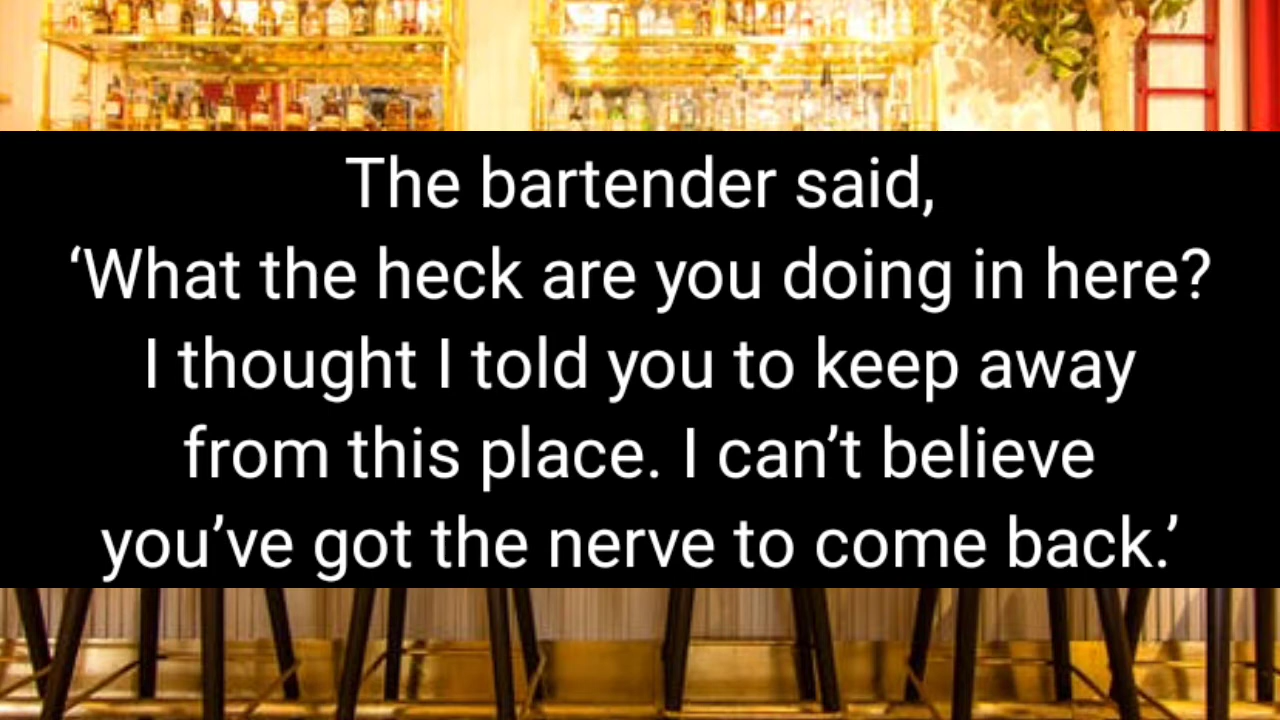 The bartender said,
‘What the heck are you doing in here?
I thought I told you to keep away
from this place. I can’t believe
you’ve got the nerve to come back.’